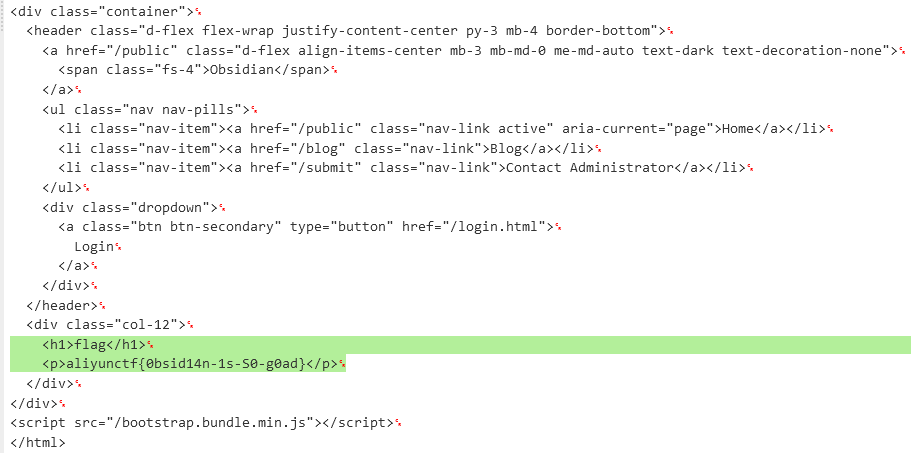 <div class="container">
<header class="d-flex flex-wrap justify-content-center py-3 mb-4 border-bottom">
<a href="/public" class="d-flex align-items-center mb-3 mb-md-0 me-md-auto text-dark text-decoration-none">
<span class="fs-4">Obsidian</span>
</a>
<ul class="nav nav-pills">
<li class="nav-item"><a href="/public" class="nav-link active" aria-current="page">Home</a></li>
<li class="nav-item"><a href="/blog" class="nav-link">Blog</a></li>
<li class="nav-item"><a href="/submit" class="nav-link">Contact Administrator</a></li>
</ul>
<div class="dropdown">
<a class="btn btn-secondary" type="button" href="/login.html">
Login
</a>
</div>
</header>
<div class="col-12">
<h1>flag</h1>
<p>aliyunctf{0bsid14n-1s-S0-g0ad}</p>
</div>
</div>
<script src="/bootstrap.bundle.min.js"></script>
</html>